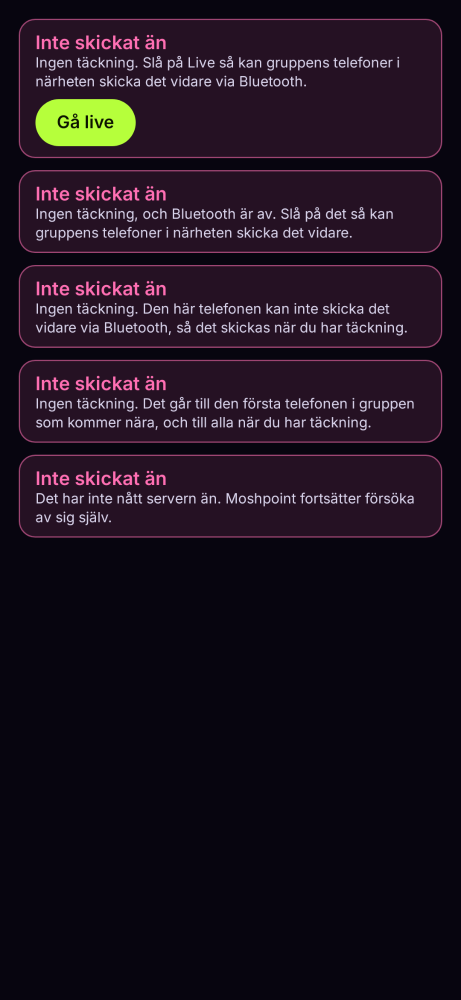 Inte skickat än
Ingen täckning. Slå på Live så kan gruppens telefoner i
närheten skicka det vidare via Bluetooth.
Gå live
Inte skickat än
Ingen täckning, och Bluetooth är av. Slå på det så kan
gruppens telefoner i närheten skicka det vidare.
Inte skickat än
Ingen täckning. Den här telefonen kan inte skicka det
vidare via Bluetooth, så det skickas när du har täckning.
Inte skickat än
Ingen täckning. Det går till den första telefonen i gruppen
som kommer nära, och till alla när du har täckning.
Inte skickat än
Det har inte nått servern än. Moshpoint fortsätter försöka
av sig själv.